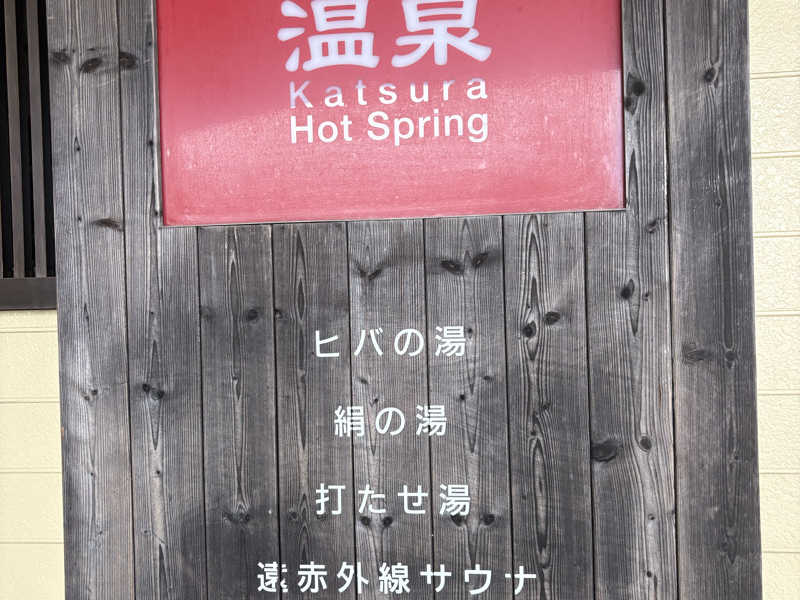 温泉
Katsura
Hot Spring
ヒバの湯
絹の湯
打たせ湯
遠赤外線サウナ